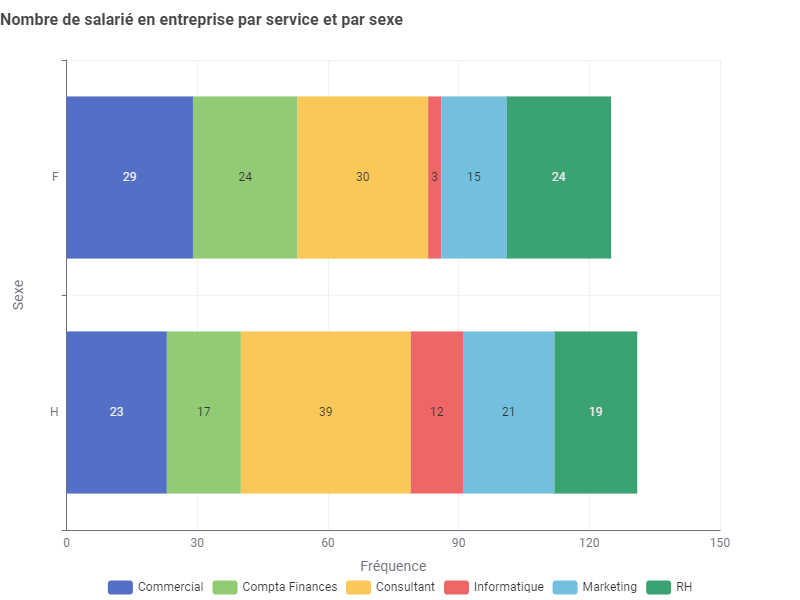 Nombre de salarié en entreprise par service et par sexe
Sexe
F
29 24 30 3 15 24
H
23 17 39 12 21 19
0 30 60 90 120 150
Fréquence
Commercial Compta Finances Consultant Informatique Marketing RH